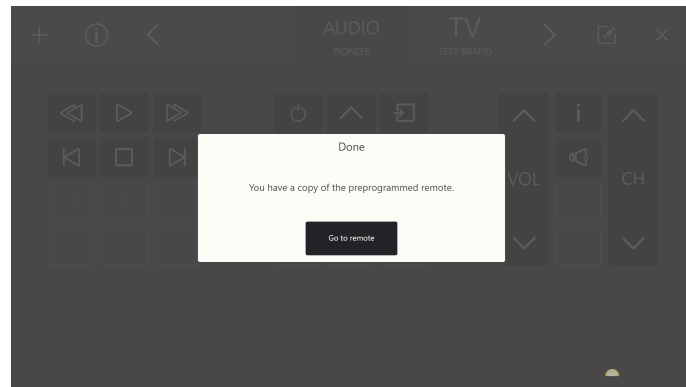 AUDIO
PIONEER
TV
TEST BRAND
Done
You have a copy of the preprogrammed remote.
Go to remote
VOL
CH